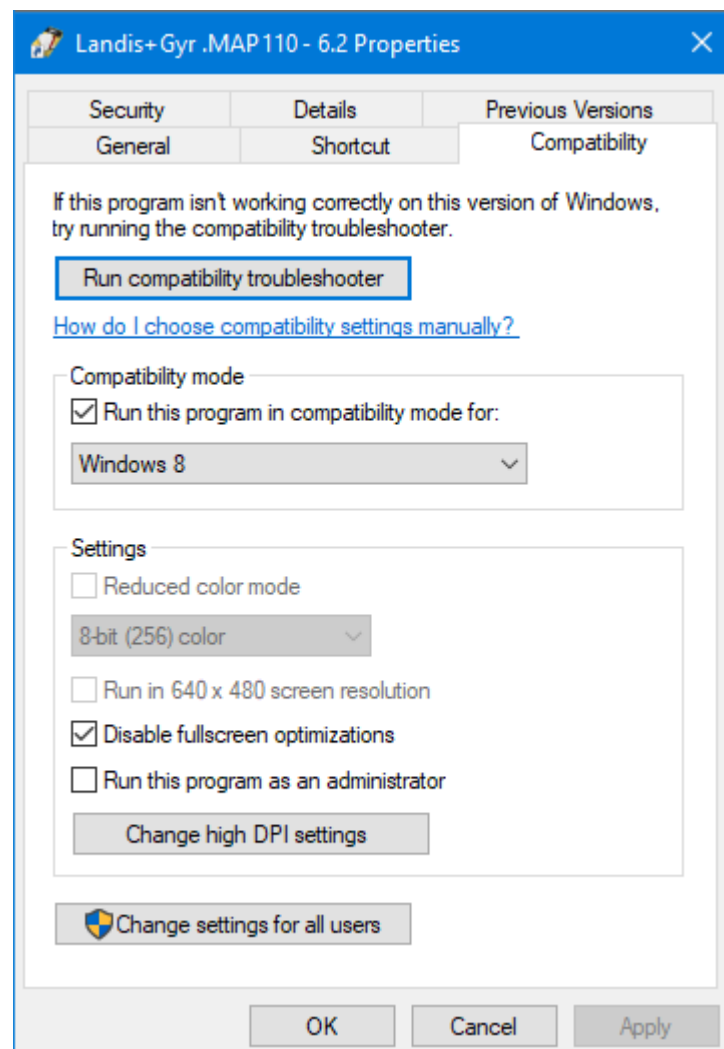 Landis+Gyr .MAP110 - 6.2 Properties
Security Details Previous Versions
General Shortcut Compatibility
If this program isn't working correctly on this version of Windows,
try running the compatibility troubleshooter.
Run compatibility troubleshooter
How do I choose compatibility settings manually?
Compatibility mode
Run this program in compatibility mode for:
Windows 8
Settings
Reduced color mode
8-bit (256) color
Run in 640 x 480 screen resolution
Disable fullscreen optimizations
Run this program as an administrator
Change high DPI settings
Change settings for all users
OK Cancel Apply